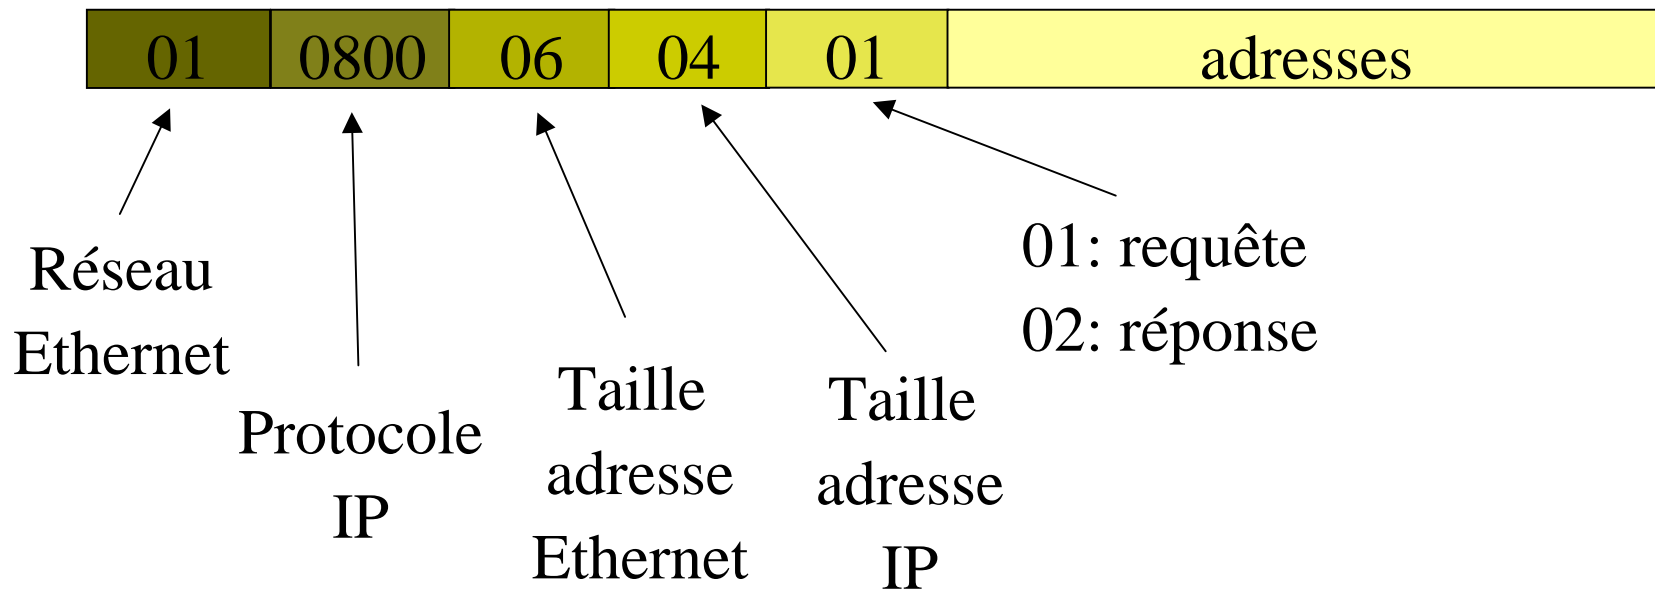 01 0800 06 04 01 adresses
Réseau
Ethernet
Protocole
IP
Taille
adresse
Ethernet
Taille
adresse
IP
01: requête
02: réponse